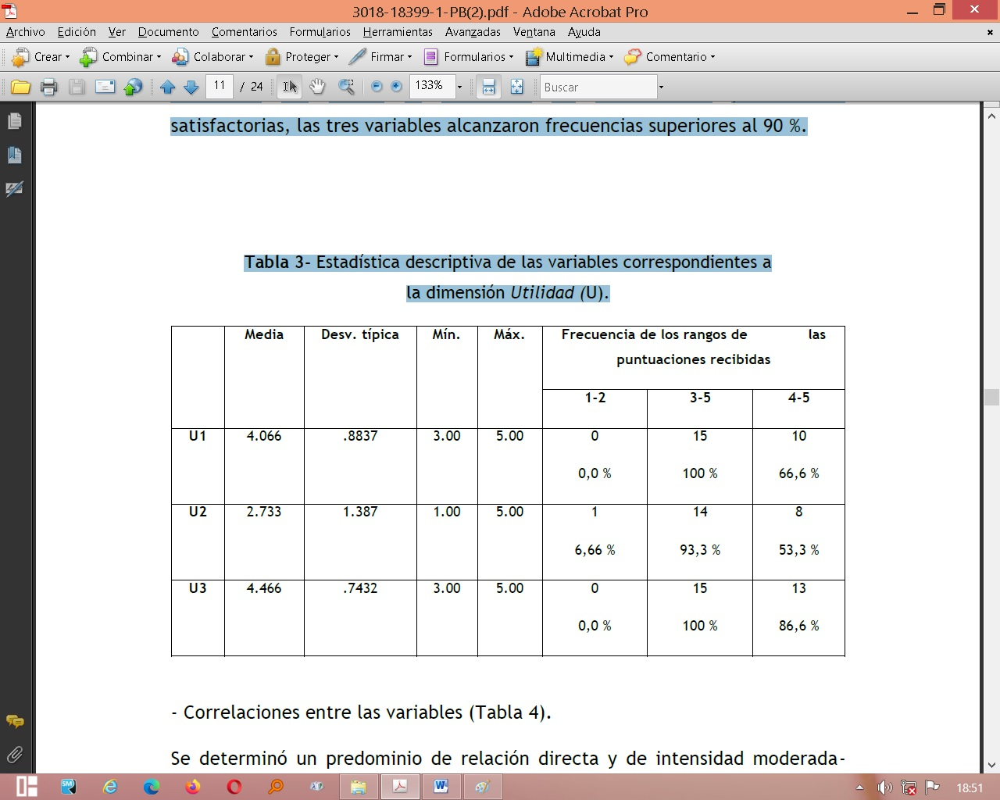 3018-18399-1-PB(2).pdf - Adobe Acrobat Pro
Archivo Edición Ver Documento Comentarios Formularios Herramientas Avanzadas Ventana Ayuda
Crear Combinar Colaborar Proteger Firmar Formularios Multimedia Comentario
11 / 24 133% Buscar
satisfactorias, las tres variables alcanzaron frecuencias superiores al 90 %.
Tabla 3- Estadística descriptiva de las variables correspondientes a
la dimensión Utilidad (U).
Media Desv. típica Mín. Máx. Frecuencia de los rangos de las
puntuaciones recibidas
1-2 3-5 4-5
U1 4.066 .8837 3.00 5.00 0 15 10
0,0 % 100 % 66,6 %
U2 2.733 1.387 1.00 5.00 1 14 8
6,66 % 93,3 % 53,3 %
U3 4.466 .7432 3.00 5.00 0 15 13
0,0 % 100 % 86,6 %
- Correlaciones entre las variables (Tabla 4).
Se determinó un predominio de relación directa y de intensidad moderada-
SM
18:51